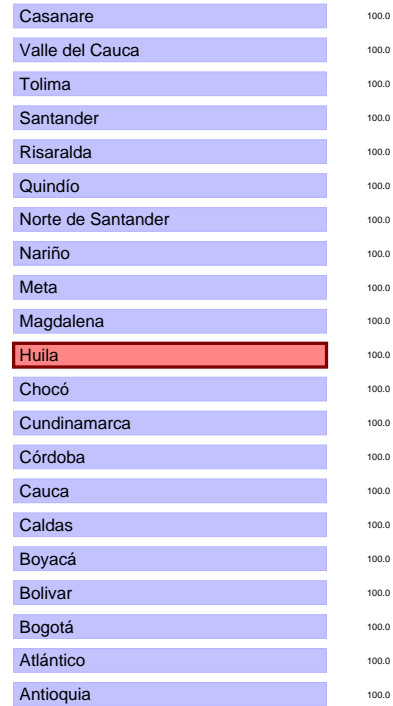 Casanare 100.0
Valle del Cauca 100.0
Tolima 100.0
Santander 100.0
Risaralda 100.0
Quindío 100.0
Norte de Santander 100.0
Nariño 100.0
Meta 100.0
Magdalena 100.0
Huila 100.0
Chocó 100.0
Cundinamarca 100.0
Córdoba 100.0
Cauca 100.0
Caldas 100.0
Boyacá 100.0
Bolivar 100.0
Bogotá 100.0
Atlántico 100.0
Antioquia 100.0